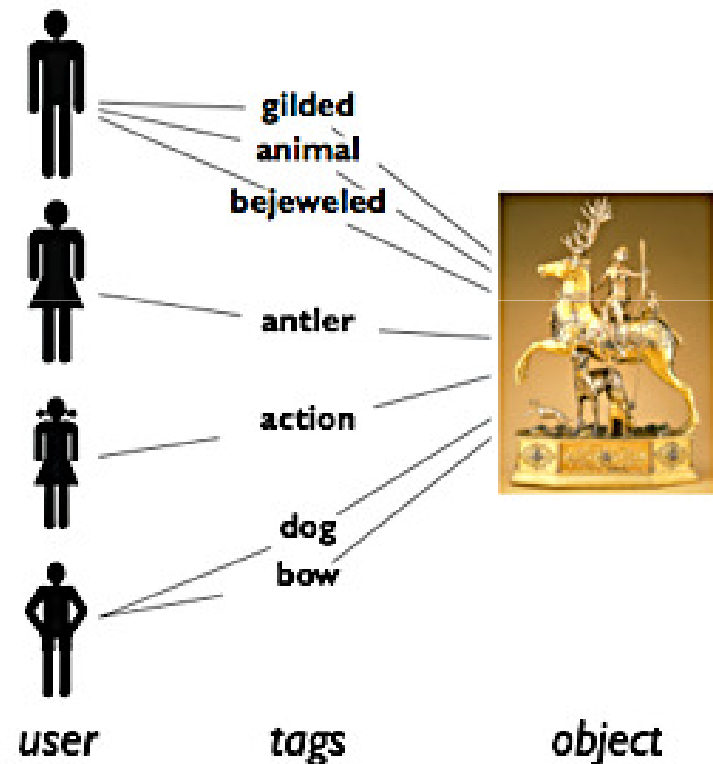 gilded
animal
bejeweled
antler
action
dog
bow
user tags object